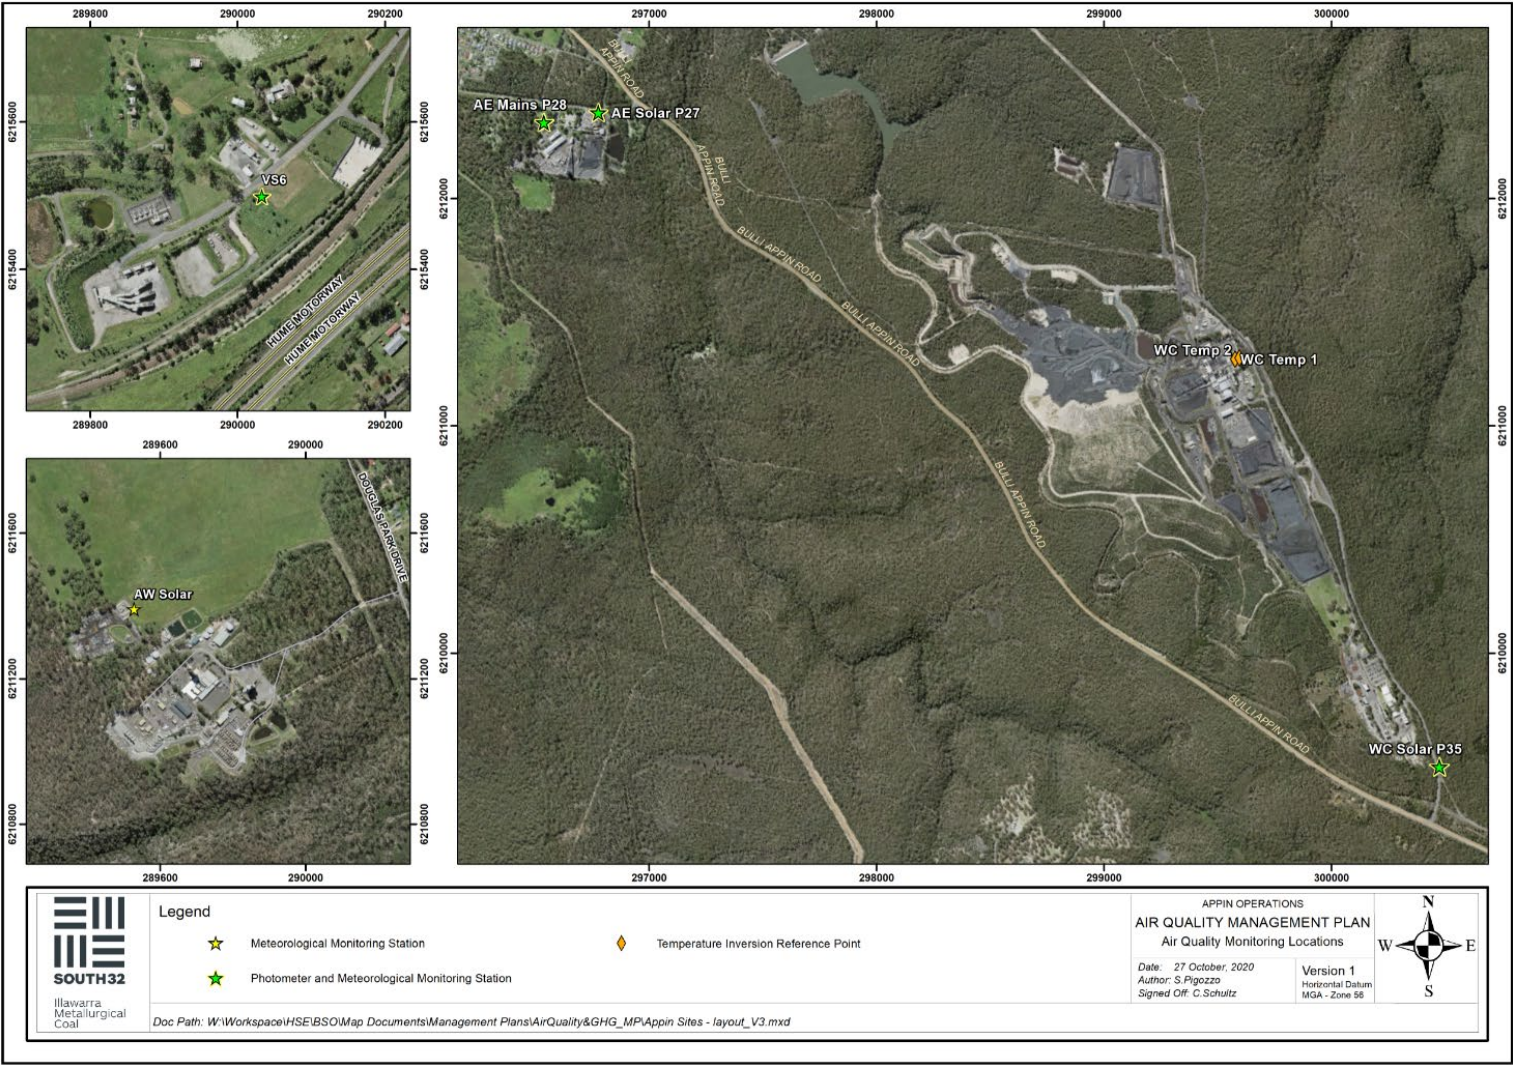 289800
290000
290200
6215600
6215400
6215600
6215400
VS6
HUME MOTORWAY
HUME MOTORWAY
289800
290000
290200
289600
290000
6211600
6211200
6210800
6211600
6211200
6210800
DOUGLAS PARK DRIVE
AW Solar
289600
290000
297000
298000
299000
300000
6212000
6211000
6210000
6212000
6211000
6210000
BULLI
APPIN ROAD
AE Mains P28
AE Solar P27
BULLI
APPIN ROAD
BULLI APPIN ROAD
BULLI APPIN ROAD
WC Temp 2
WC Temp 1
BULLI APPIN ROAD
BULLI APPIN ROAD
WC Solar P35
297000
298000
299000
300000
SOUTH32
Illawarra
Metallurgical
Coal
Legend
Meteorological Monitoring Station
Photometer and Meteorological Monitoring Station
Temperature Inversion Reference Point
Doc Path: W:\Workspace\HSE\BSO\Map Documents\Management Plans\AirQuality&GHG_MP\Appin Sites - layout_V3.mxd
APPIN OPERATIONS
AIR QUALITY MANAGEMENT PLAN
Air Quality Monitoring Locations
Date: 27 October, 2020
Author: S.Pigozzo
Signed Off: C.Schultz
Version 1
Horizontal Datum
MGA - Zone 56
N
W
E
S